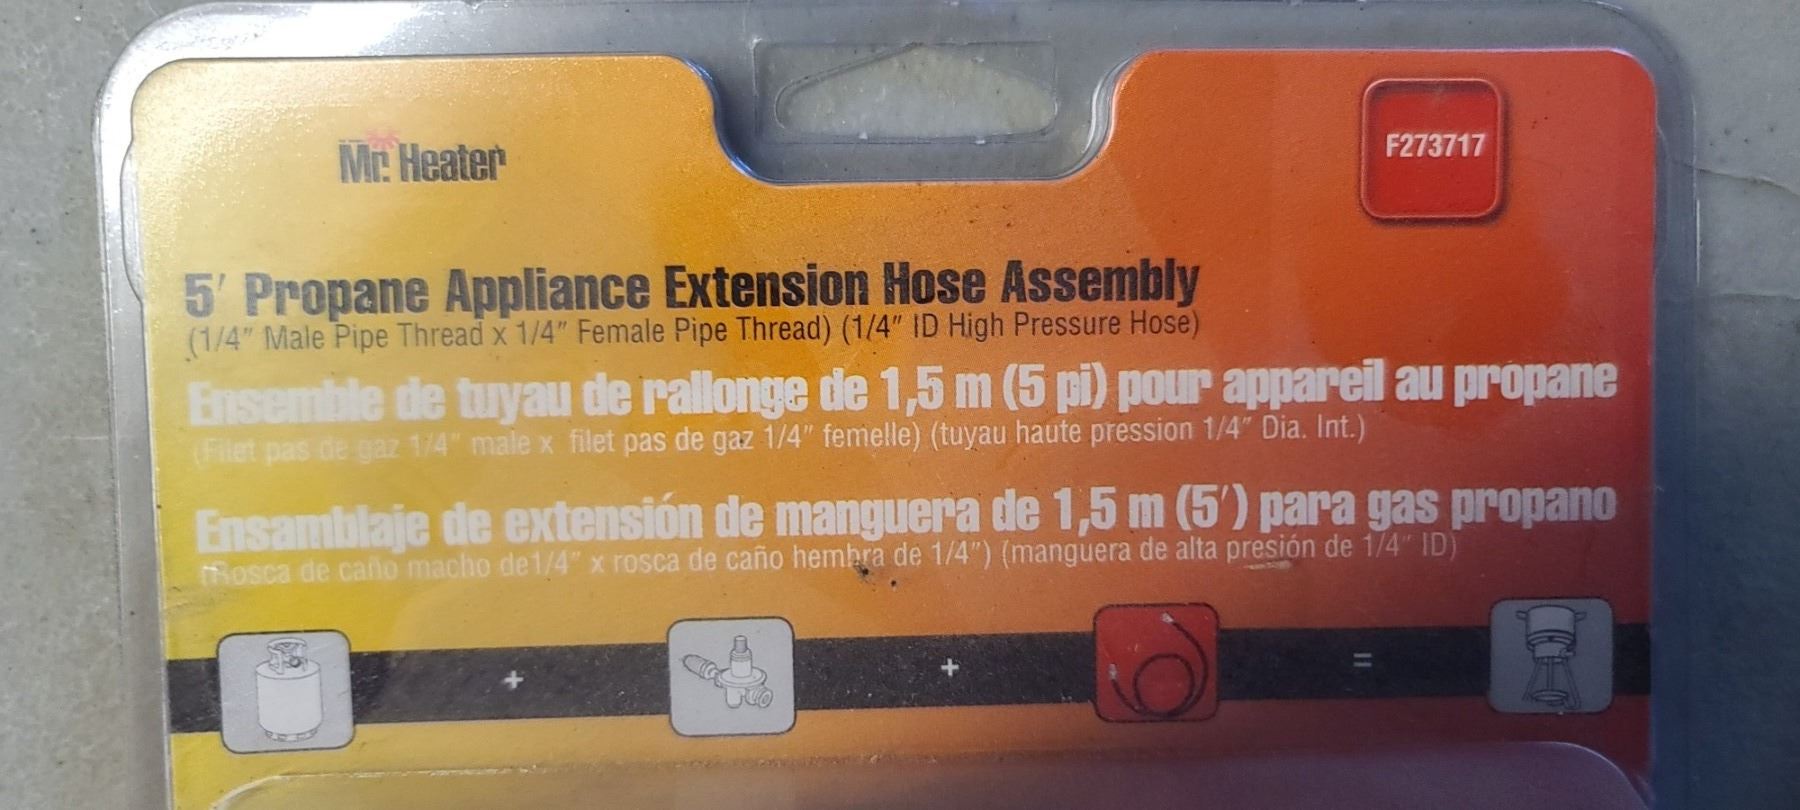 Mr. Heater
F273717
5' Propane Appliance Extension Hose Assembly
(1/4" Male Pipe Thread x 1/4" Female Pipe Thread) (1/4" ID High Pressure Hose)
Ensemble de tuyau de rallonge de 1,5 m (5 pi) pour appareil au propane
(Filet pas de gaz 1/4" male x filet pas de gaz 1/4" femelle) (tuyau haute pression 1/4" Dia. Int.)
Ensamblaje de extensión de manguera de 1,5 m (5') para gas propano
(Rosca de caño macho de1/4" x rosca de caño hembra de 1/4") (manguera de alta presión de 1/4" ID)
+ + =